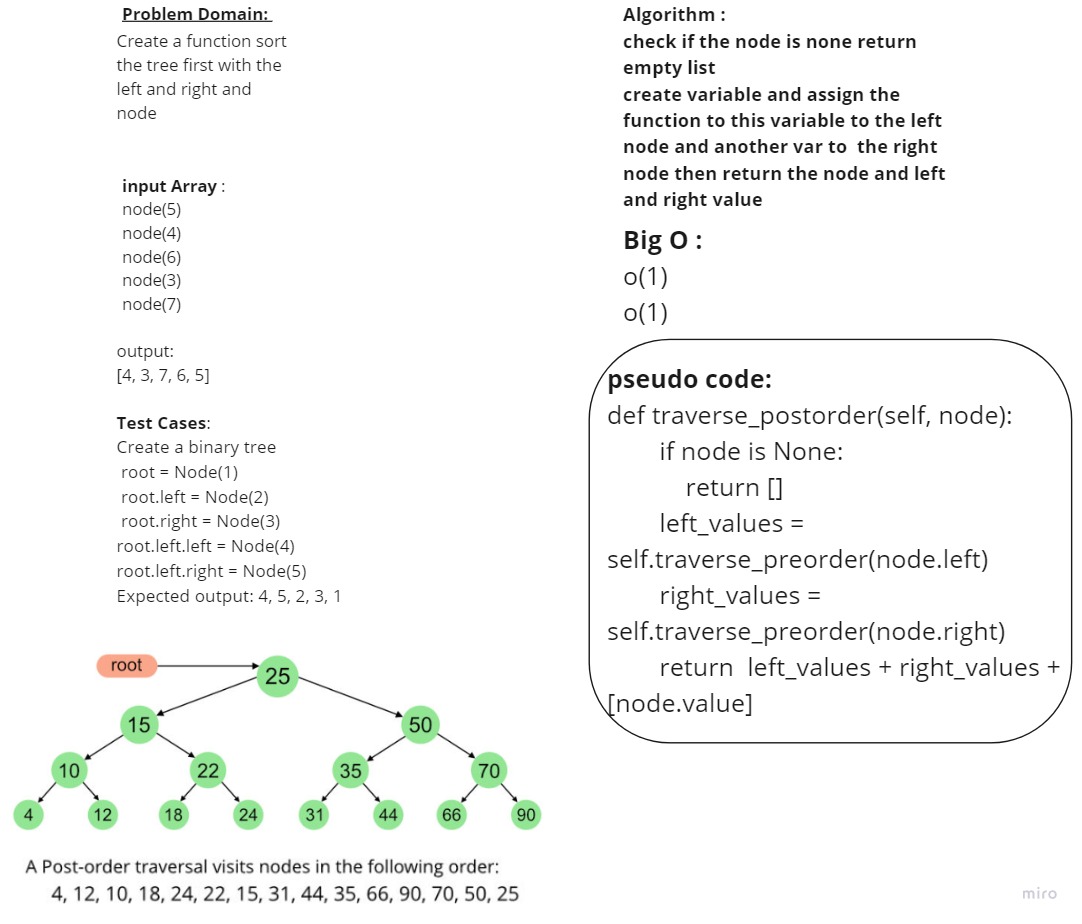 Problem Domain:
Create a function sort
the tree first with the
left and right and
node
input Array :
node(5)
node(4)
node(6)
node(3)
node(7)
output:
[4, 3, 7, 6, 5]
Test Cases:
Create a binary tree
root = Node(1)
root.left = Node(2)
root.right = Node(3)
root.left.left = Node(4)
root.left.right = Node(5)
Expected output: 4, 5, 2, 3, 1
root
25
15
50
10
22
35
70
4
12
18
24
31
44
66
90
A Post-order traversal visits nodes in the following order:
4, 12, 10, 18, 24, 22, 15, 31, 44, 35, 66, 90, 70, 50, 25
Algorithm :
check if the node is none return
empty list
create variable and assign the
function to this variable to the left
node and another var to the right
node then return the node and left
and right value
Big O :
o(1)
o(1)
pseudo code:
def traverse_postorder(self, node):
if node is None:
return []
left_values =
self.traverse_preorder(node.left)
right_values =
self.traverse_preorder(node.right)
return left_values + right_values +
[node.value]
miro